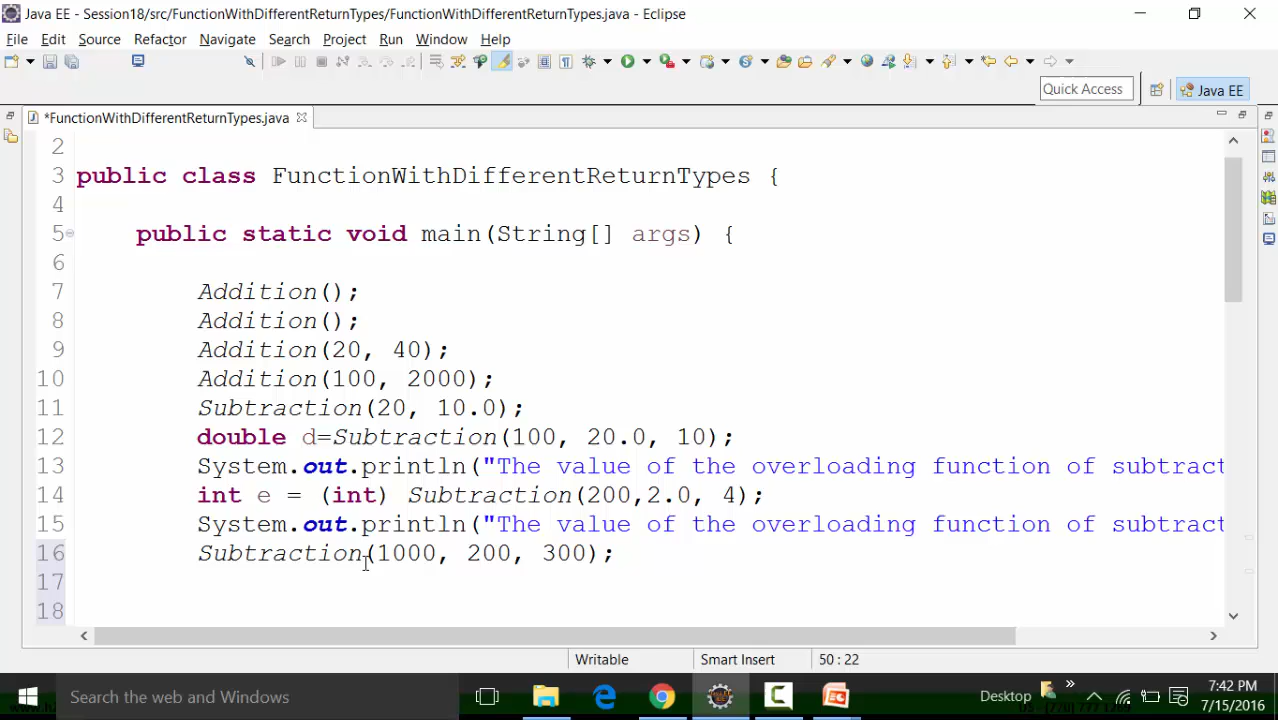 Java EE - Session18/src/FunctionWithDifferentReturnTypes/FunctionWithDifferentReturnTypes.java - Eclipse
File Edit Source Refactor Navigate Search Project Run Window Help
Quick Access
Java EE
*FunctionWithDifferentReturnTypes.java
2
3 public class FunctionWithDifferentReturnTypes {
4
5 public static void main(String[] args) {
6
7 Addition();
8 Addition();
9 Addition(20, 40);
10 Addition(100, 2000);
11 Subtraction(20, 10.0);
12 double d=Subtraction(100, 20.0, 10);
13 System.out.println("The value of the overloading function of subtract
14 int e = (int) Subtraction(200,2.0, 4);
15 System.out.println("The value of the overloading function of subtract
16 Subtraction(1000, 200, 300);
17
18
Writable Smart Insert 50 : 22
Search the web and Windows
Desktop
7:42 PM
7/15/2016